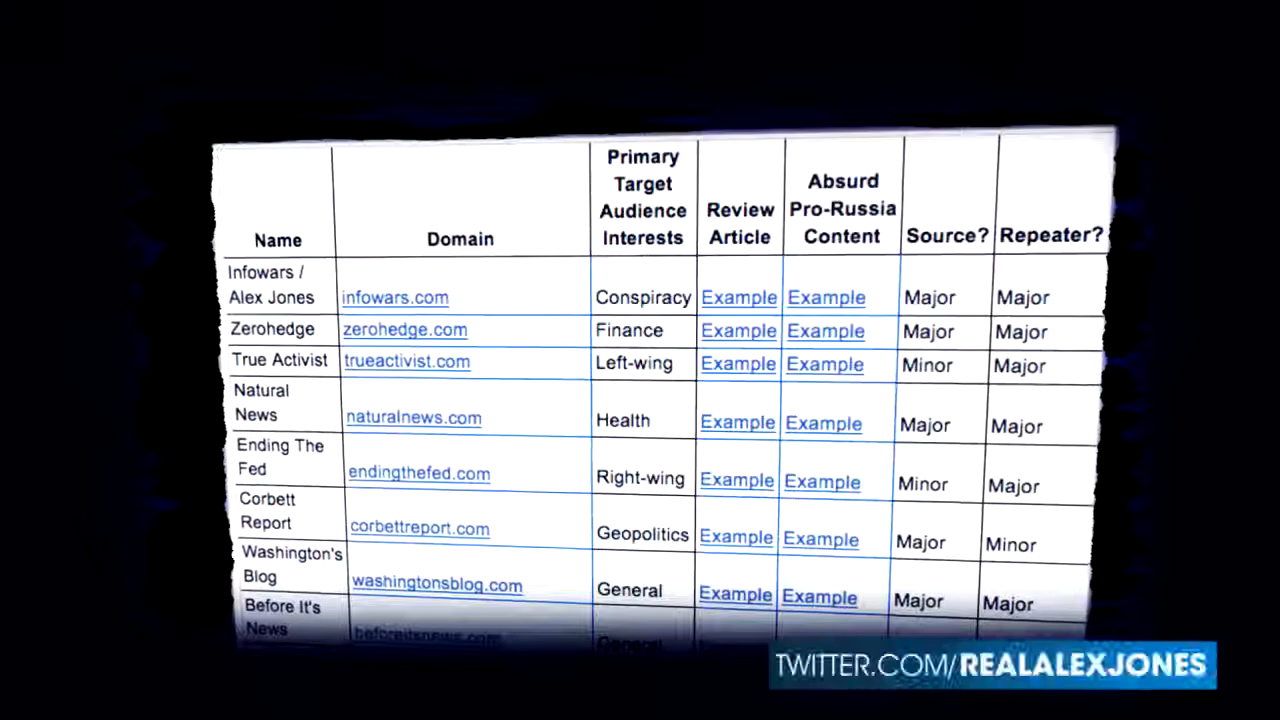 Name Domain Primary Target Audience Interests Review Article Absurd Pro-Russia Content Source? Repeater?
Infowars / Alex Jones infowars.com Conspiracy Example Example Major Major
Zerohedge zerohedge.com Finance Example Example Major Major
True Activist trueactivist.com Left-wing Example Example Minor Major
Natural News naturalnews.com Health Example Example Major Major
Ending The Fed endingthefed.com Right-wing Example Example Minor Major
Corbett Report corbettreport.com Geopolitics Example Example Major Minor
Washington's Blog washingtonsblog.com General Example Example Major Major
Before It's News beforeitsnews.com General
TWITTER.COM/REALALEXJONES